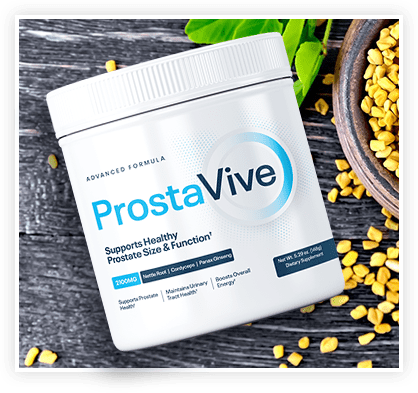 ADVANCED FORMULA
ProstaVive
Supports Healthy
Prostate Size & Function†
2100MG Nettle Root | Cordyceps | Panax Ginseng
Supports Prostate
Health†
Maintains Urinary
Tract Health†
Boosts Overall
Energy†
Net Wt. 5.29 oz. (148g)
Dietary Supplement